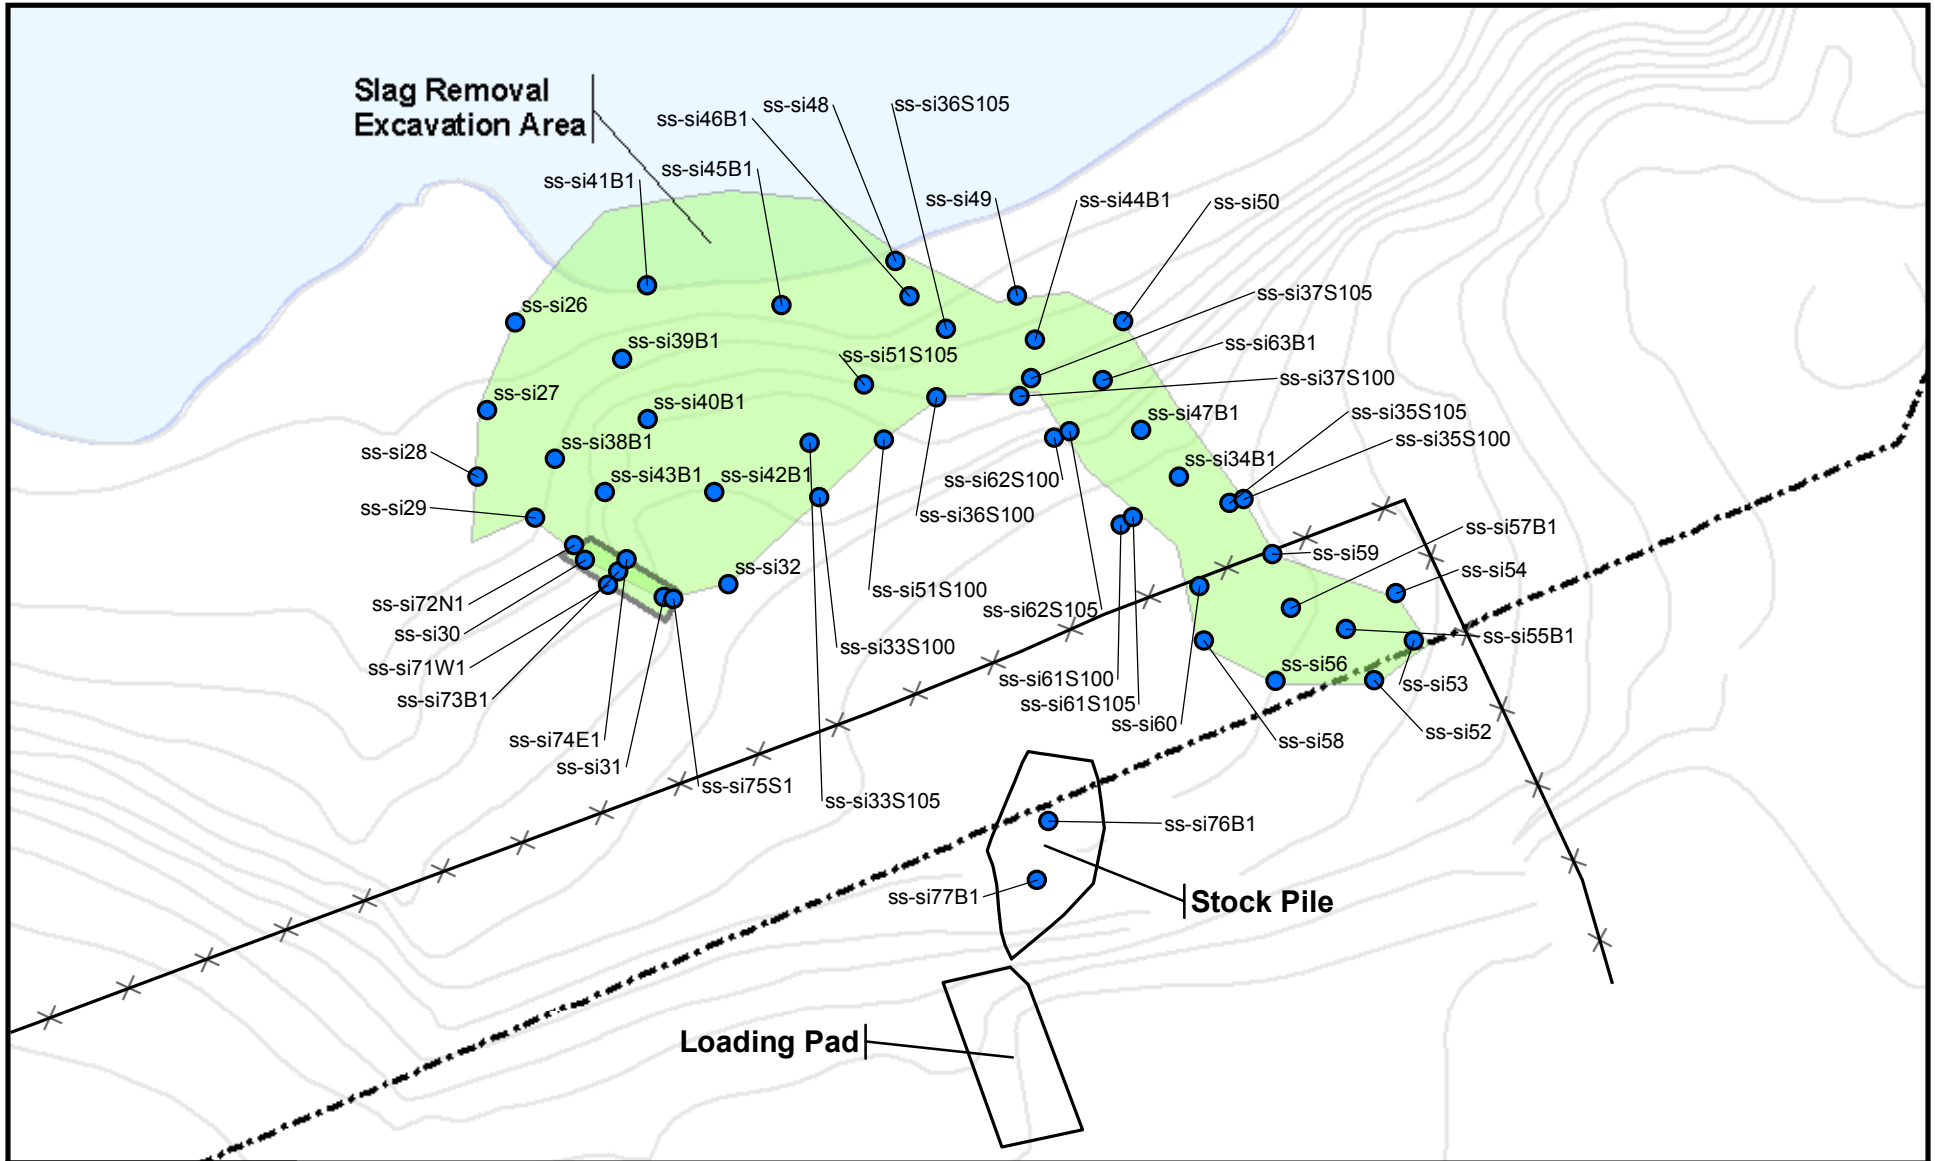 Slag Removal
Excavation Area
ss-si48
ss-si36S105
ss-si46B1
ss-si45B1
ss-si41B1
ss-si49
ss-si44B1
ss-si50
ss-si37S105
ss-si26
ss-si39B1
ss-si51S105
ss-si63B1
ss-si37S100
ss-si27
ss-si40B1
ss-si47B1
ss-si35S105
ss-si35S100
ss-si28
ss-si38B1
ss-si43B1
ss-si42B1
ss-si62S100
ss-si34B1
ss-si29
ss-si36S100
ss-si57B1
ss-si59
ss-si54
ss-si32
ss-si51S100
ss-si72N1
ss-si62S105
ss-si30
ss-si55B1
ss-si33S100
ss-si71W1
ss-si56
ss-si61S100
ss-si53
ss-si73B1
ss-si61S105
ss-si60
ss-si52
ss-si74E1
ss-si58
ss-si31
ss-si75S1
ss-si33S105
ss-si76B1
ss-si77B1
Stock Pile
Loading Pad